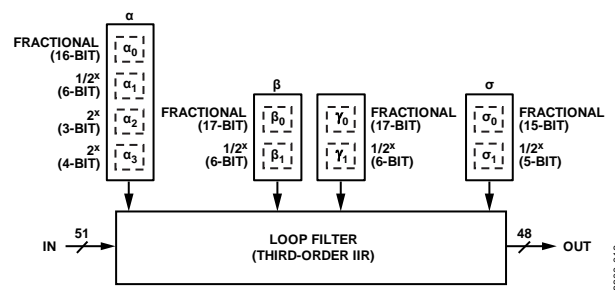 α
FRACTIONAL
(16-BIT)
α0
1/2x
(6-BIT)
α1
2x
(3-BIT)
α2
2x
(4-BIT)
α3
β
FRACTIONAL
(17-BIT)
β0
1/2x
(6-BIT)
β1
γ0
FRACTIONAL
(17-BIT)
γ1
1/2x
(6-BIT)
σ
σ0
FRACTIONAL
(15-BIT)
σ1
1/2x
(5-BIT)
IN
51
LOOP FILTER
(THIRD-ORDER IIR)
48
OUT